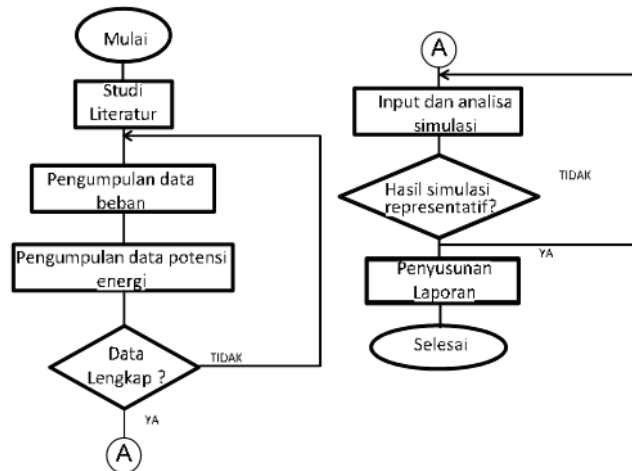 Mulai
Studi
Literatur
Pengumpulan data
beban
Pengumpulan data potensi
energi
Data
Lengkap ?
TIDAK
YA
A
A
Input dan analisa
simulasi
Hasil simulasi
representatif?
TIDAK
YA
Penyusunan
Laporan
Selesai